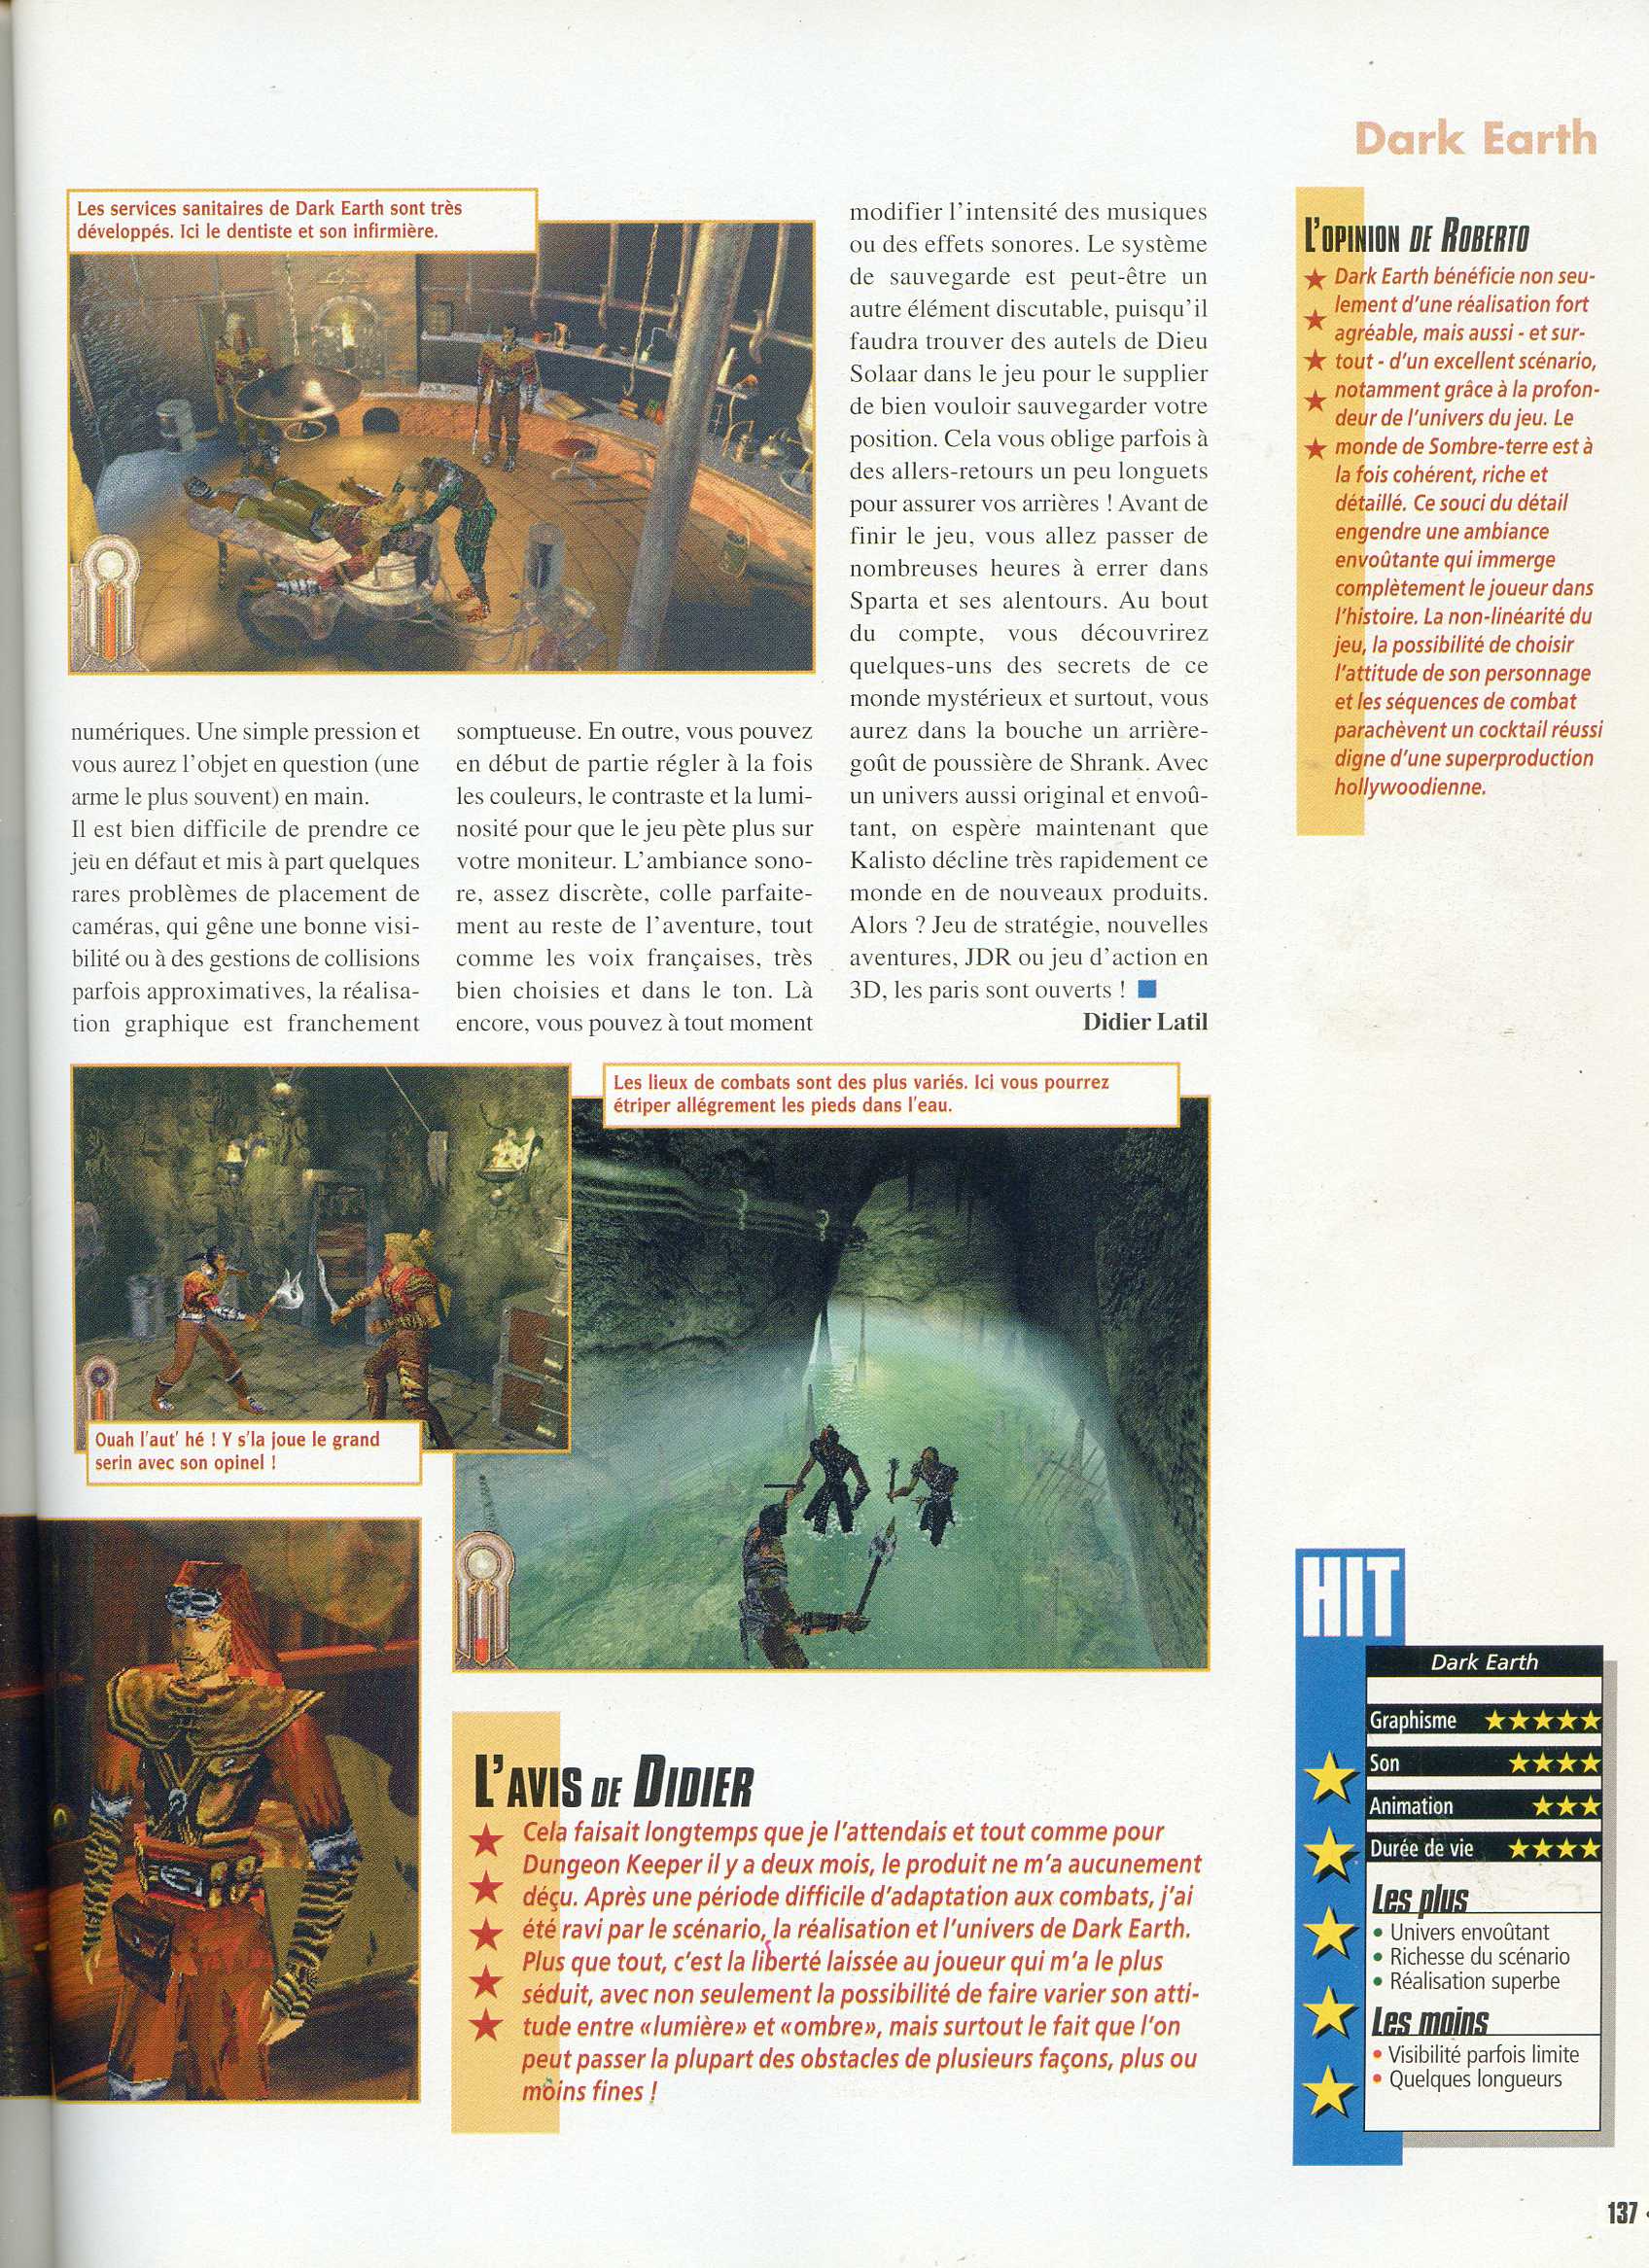 Dark Earth
Les services sanitaires de Dark Earth sont très
développés. Ici le dentiste et son infirmière.
numériques. Une simple pression et
vous aurez l'objet en question (une
arme le plus souvent) en main.
Il est bien difficile de prendre ce
jeu en défaut et mis à part quelques
rares problèmes de placement de
caméras, qui gêne une bonne visi-
bilité ou à des gestions de collisions
parfois approximatives, la réalisa-
tion graphique est franchement
somptueuse. En outre, vous pouvez
en début de partie régler à la fois
les couleurs, le contraste et la lumi-
nosité pour que le jeu pète plus sur
votre moniteur. L'ambiance sono-
re, assez discrète, colle parfaite-
ment au reste de l'aventure, tout
comme les voix françaises, très
bien choisies et dans le ton. Là
encore, vous pouvez à tout moment
modifier l'intensité des musiques
ou des effets sonores. Le système
de sauvegarde est peut-être un
autre élément discutable, puisqu'il
faudra trouver des autels de Dieu
Solaar dans le jeu pour le supplier
de bien vouloir sauvegarder votre
position. Cela vous oblige parfois à
des allers-retours un peu longuets
pour assurer vos arrières ! Avant de
finir le jeu, vous allez passer de
nombreuses heures à errer dans
Sparta et ses alentours. Au bout
du compte, vous découvrirez
quelques-uns des secrets de ce
monde mystérieux et surtout, vous
aurez dans la bouche un arrière-
goût de poussière de Shrank. Avec
un univers aussi original et envoû-
tant, on espère maintenant que
Kalisto décline très rapidement ce
monde en de nouveaux produits.
Alors ? Jeu de stratégie, nouvelles
aventures, JDR ou jeu d'action en
3D, les paris sont ouverts !
Didier Latil
L'OPINION DE ROBERTO
Dark Earth bénéficie non seu-
lement d'une réalisation fort
agréable, mais aussi - et sur-
tout - d'un excellent scénario,
notamment grâce à la profon-
deur de l'univers du jeu. Le
monde de Sombre-terre est à
la fois cohérent, riche et
détaillé. Ce souci du détail
engendre une ambiance
envoûtante qui immerge
complètement le joueur dans
l'histoire. La non-linéarité du
jeu, la possibilité de choisir
l'attitude de son personnage
et les séquences de combat
parachèvent un cocktail réussi
digne d'une superproduction
hollywoodienne.
Les lieux de combats sont des plus variés. Ici vous pourrez
étriper allégrement les pieds dans l'eau.
Ouah l'aut' hé ! Y s'la joue le grand
serin avec son opinel !
L'AVIS DE DIDIER
Cela faisait longtemps que je l'attendais et tout comme pour
Dungeon Keeper il y a deux mois, le produit ne m'a aucunement
déçu. Après une période difficile d'adaptation aux combats, j'ai
été ravi par le scénario, la réalisation et l'univers de Dark Earth.
Plus que tout, c'est la liberté laissée au joueur qui m'a le plus
séduit, avec non seulement la possibilité de faire varier son atti-
tude entre «lumière» et «ombre», mais surtout le fait que l'on
peut passer la plupart des obstacles de plusieurs façons, plus ou
moins fines !
HIT
Dark Earth
Graphisme ★★★★★
Son ★★★★
Animation ★★★
Durée de vie ★★★★
Les plus
• Univers envoûtant
• Richesse du scénario
• Réalisation superbe
Les moins
• Visibilité parfois limite
• Quelques longueurs
137